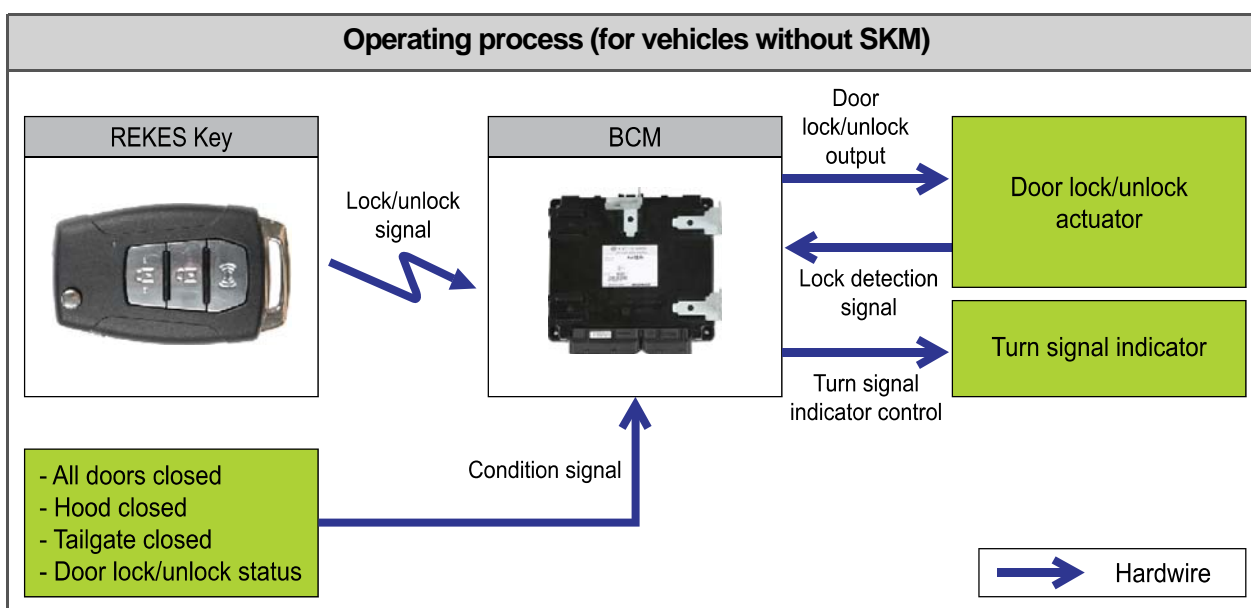 Operating process (for vehicles without SKM)
REKES Key
Lock/unlock
signal
BCM
Door
lock/unlock
output
Door lock/unlock
actuator
Lock detection
signal
Turn signal indicator
Turn signal
indicator control
- All doors closed
- Hood closed
- Tailgate closed
- Door lock/unlock status
Condition signal
Hardwire